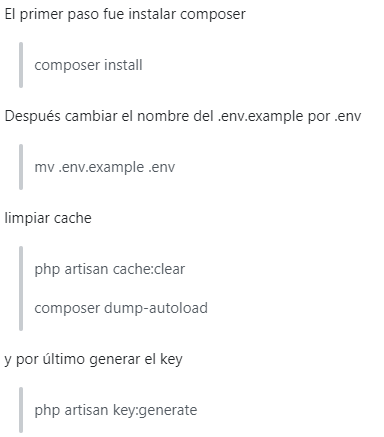 El primer paso fue instalar composer
composer install
Después cambiar el nombre del .env.example por .env
mv .env.example .env
limpiar cache
php artisan cache:clear
composer dump-autoload
y por último generar el key
php artisan key:generate